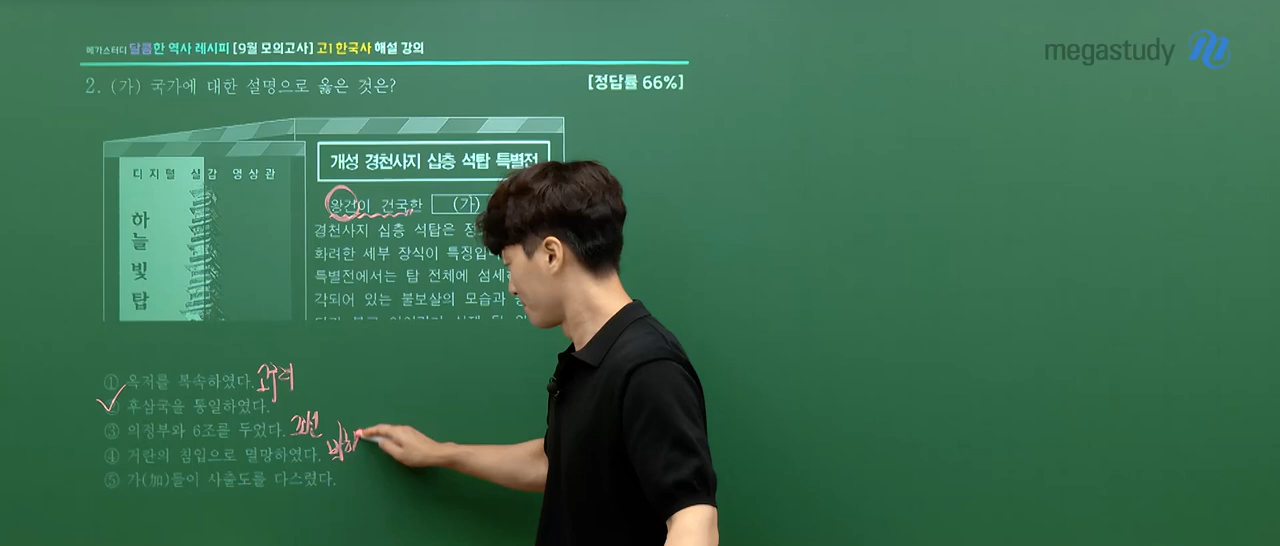 메가스터디 달콤한 역사 레시피 [9월 모의고사] 고1 한국사 해설 강의
megastudy
2. (가) 국가에 대한 설명으로 옳은 것은?
[정답률 66%]
디지털 실감 영상관
하늘빛탑
개성 경천사지 십층 석탑 특별전
왕건이 건국한 (가)
경천사지 십층 석탑은
화려한 세부 장식이 특징입
특별전에서는 탑 전체에 섬세
각되어 있는 불보살의 모습과
① 옥저를 복속하였다.
② 후삼국을 통일하였다.
③ 의정부와 6조를 두었다. 조선
④ 거란의 침입으로 멸망하였다. 발해
⑤ 가(加)들이 사출도를 다스렸다.